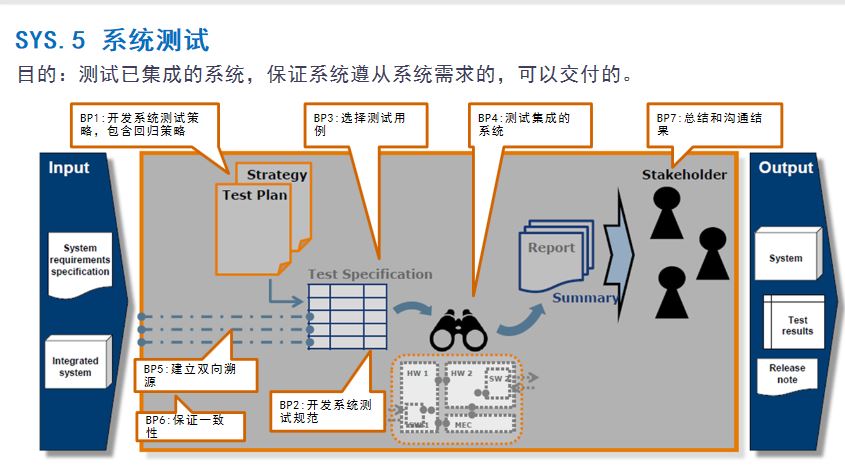 SYS.5 系统测试
目的：测试已集成的系统，保证系统遵从系统需求的，可以交付的。
BP1:开发系统测试策
略，包含回归策略
BP3:选择测试用
例
BP4:测试集成的
系统
BP7:总结和沟通结
果
Input
System
requirements
specification
Integrated
system
Strategy
Test Plan
Test Specification
Report
Summary
Stakeholder
BP5:建立双向溯
源
BP6:保证一致
性
BP2:开发系统测
试规范
HW 1
HW 2
SW 2
SW 1
MEC
Output
System
Test
results
Release
note